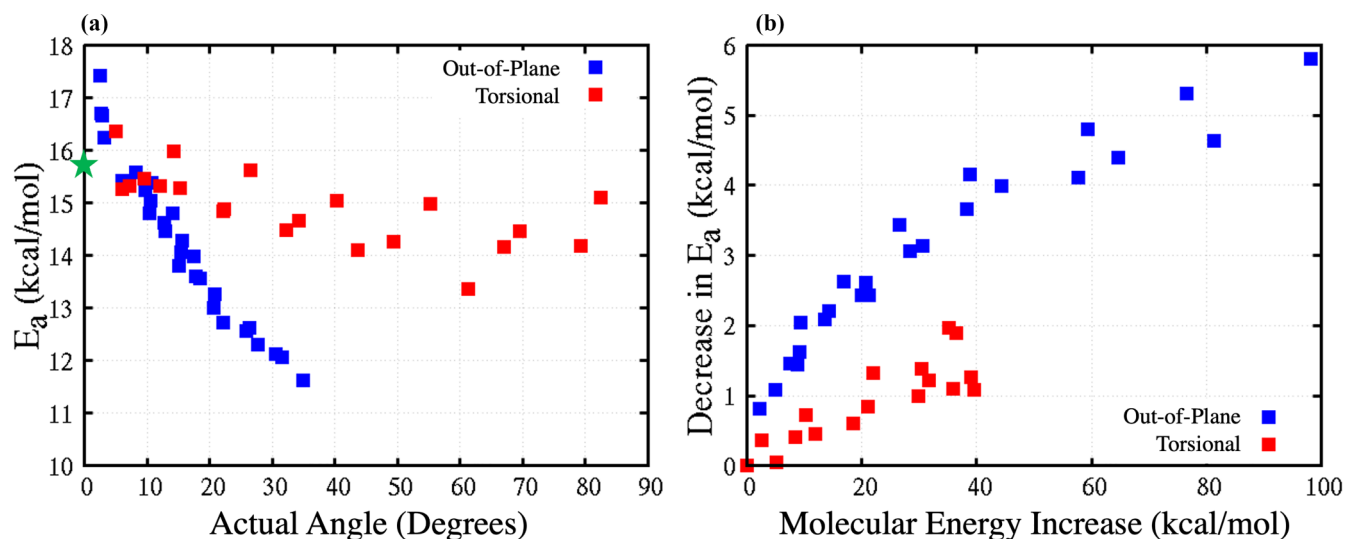 (a)
18
17
16
15
14
13
12
11
10
E_a (kcal/mol)
Out-of-Plane
Torsional
0 10 20 30 40 50 60 70 80 90
Actual Angle (Degrees)
(b)
6
5
4
3
2
1
0
Decrease in E_a (kcal/mol)
Out-of-Plane
Torsional
0 20 40 60 80 100
Molecular Energy Increase (kcal/mol)